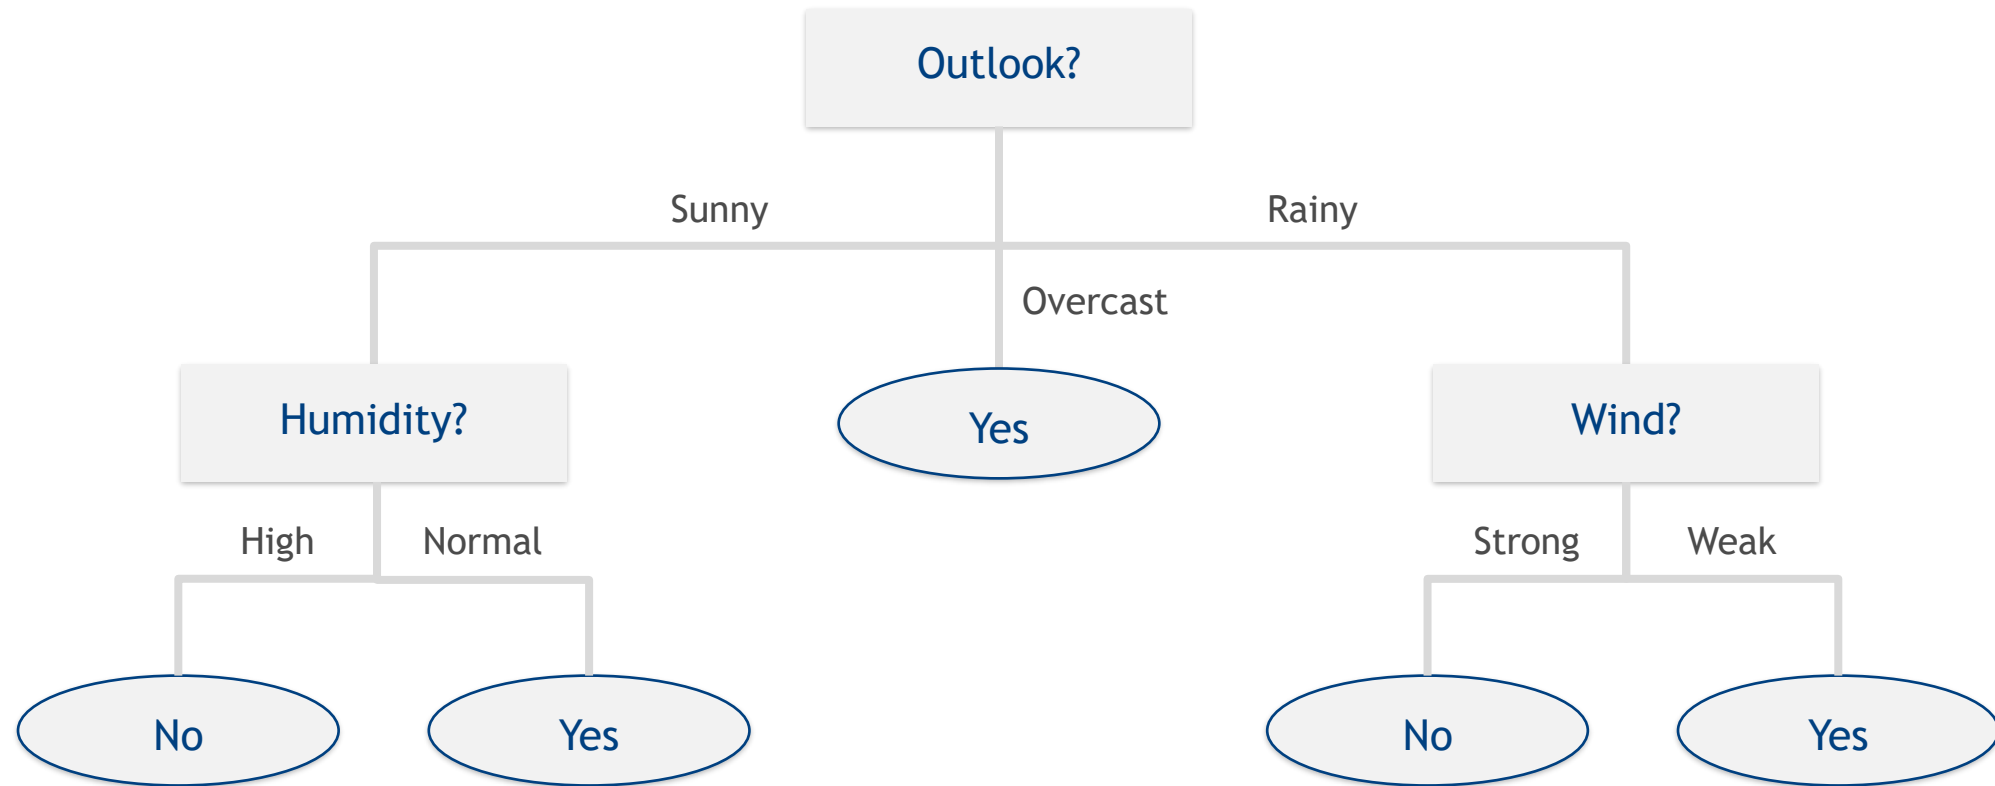 Outlook?
Sunny
Rainy
Overcast
Humidity?
Yes
Wind?
High
Normal
Strong
Weak
No
Yes
No
Yes